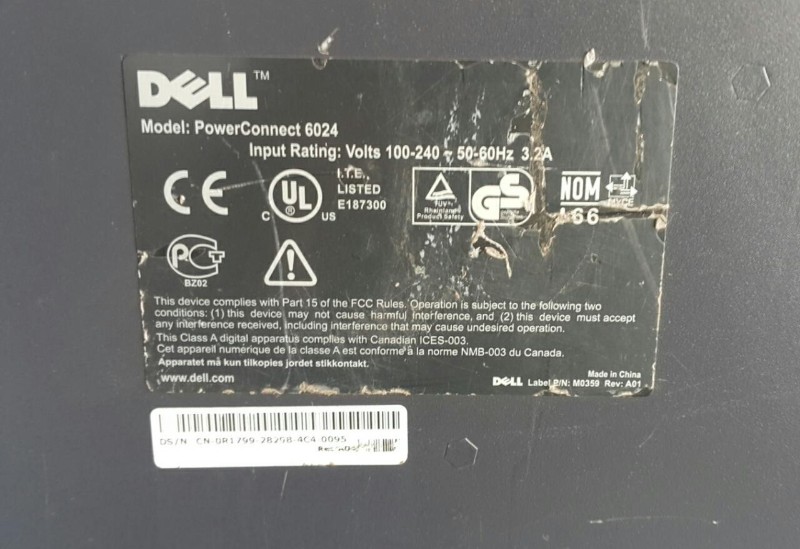 DELL™
Model: PowerConnect 6024
Input Rating: Volts 100-240 ~ 50-60Hz 3.2A
CE
C UL ® US
I.T.E.
LISTED
E187300
TÜV
Rheinland
Product Safety
GS
NOM
MYCE
PCT
BZ02
This device complies with Part 15 of the FCC Rules. Operation is subject to the following two
conditions: (1) this device may not cause harmful interference, and (2) this device must accept
any interference received, including interference that may cause undesired operation.
This Class A digital apparatus complies with Canadian ICES-003.
Cet appareil numérique de la classe A est conforme à la norme NMB-003 du Canada.
Apparatet må kun tilkoples jordet stikkontakt.
www.dell.com
Made in China
DELL Label P/N: M0359 Rev: A01
DS/N CN-0R1799-28298-4C4-0095